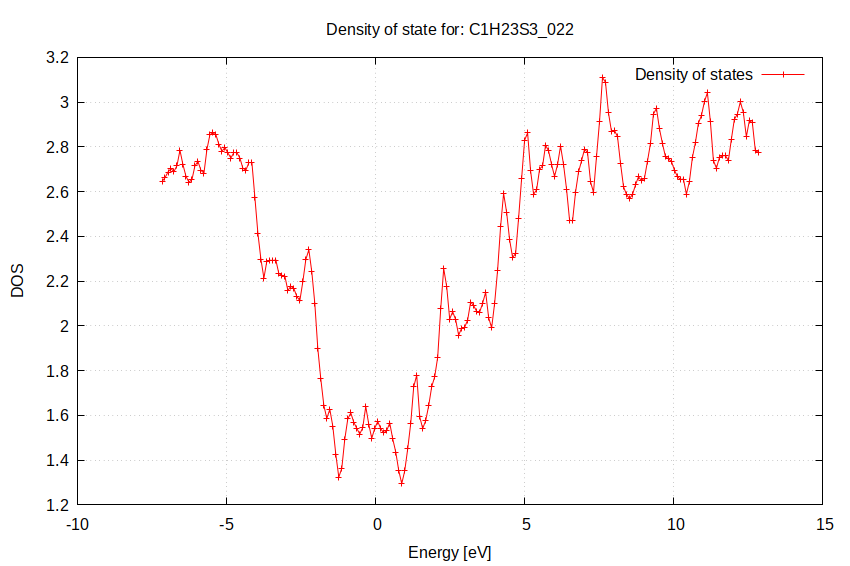 Density of state for: C1H23S3_022
Density of states
3.2
3
2.8
2.6
2.4
2.2
2
1.8
1.6
1.4
1.2
DOS
-10 -5 0 5 10 15
Energy [eV]